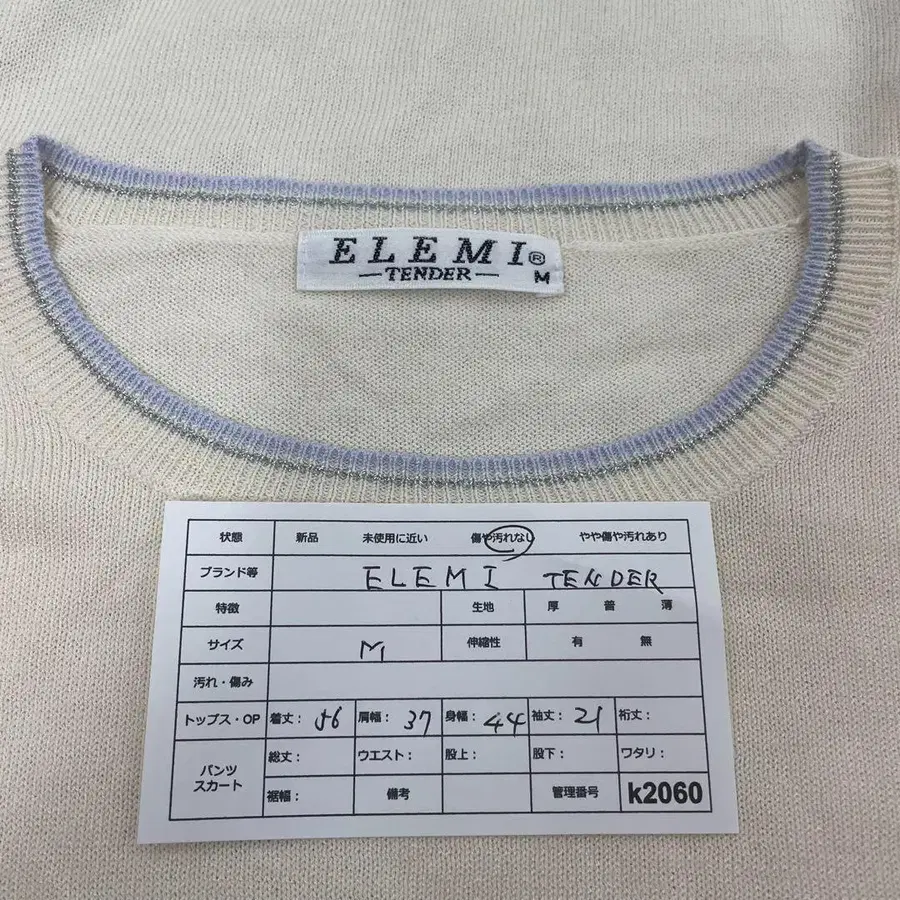 ELEMI®
—TENDER— M
状態 新品 未使用に近い 傷や汚れなし やや傷や汚れあり
ブランド等 ELEMI TENDER
特徴 生地 厚 普 薄
サイズ M 伸縮性 有 無
汚れ・傷み
トップス・OP 着丈: 56 肩幅: 37 身幅: 44 袖丈: 21 裄丈:
パンツ スカート 総丈: ウエスト: 股上: 股下: ワタリ:
裾幅: 備考 管理番号 k2060